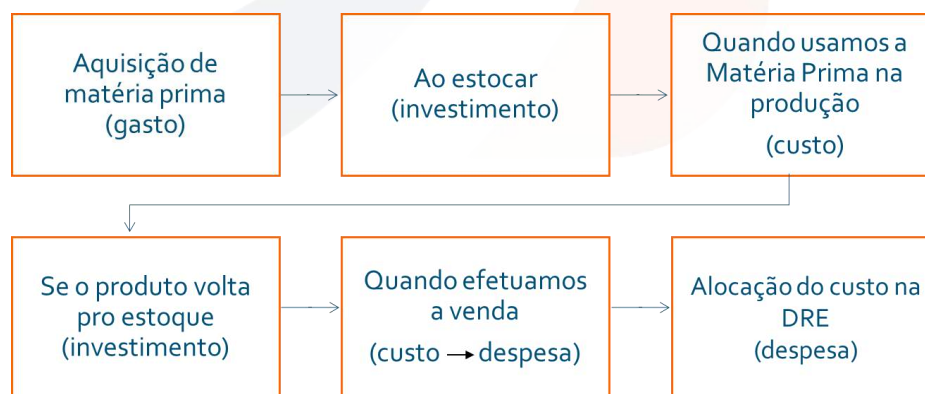 Aquisição de
matéria prima
(gasto)
Ao estocar
(investimento)
Quando usamos a
Matéria Prima na
produção
(custo)
Se o produto volta
pro estoque
(investimento)
Quando efetuamos
a venda
(custo → despesa)
Alocação do custo na
DRE
(despesa)